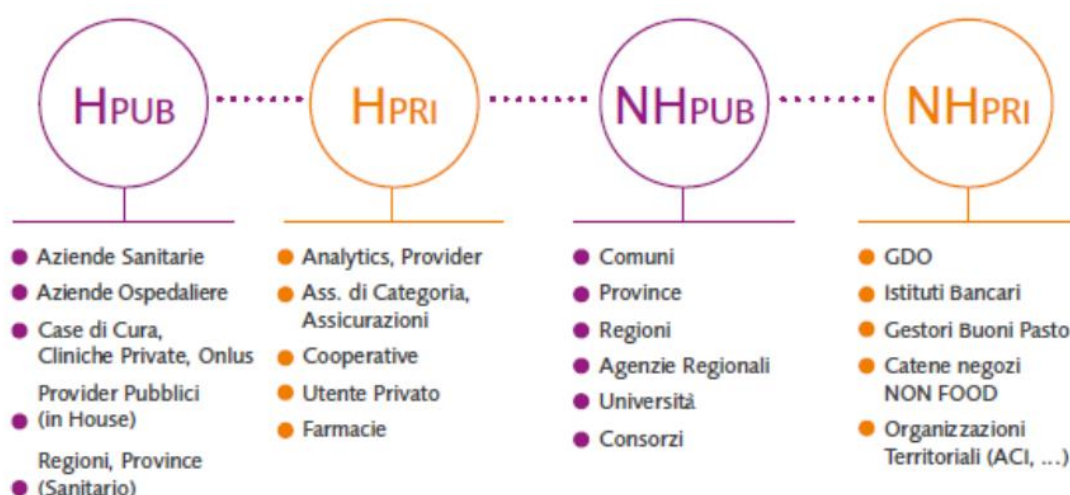 HPUB
HPRI
NHPUB
NHPRI
Aziende Sanitarie
Aziende Ospedaliere
Case di Cura,
Cliniche Private, Onlus
Provider Pubblici
(in House)
Regioni, Province
(Sanitario)
Analytics, Provider
Ass. di Categoria,
Assicurazioni
Cooperative
Utente Privato
Farmacie
Comuni
Province
Regioni
Agenzie Regionali
Università
Consorzi
GDO
Istituti Bancari
Gestori Buoni Pasto
Catene negozi
NON FOOD
Organizzazioni
Territoriali (ACI, ...)